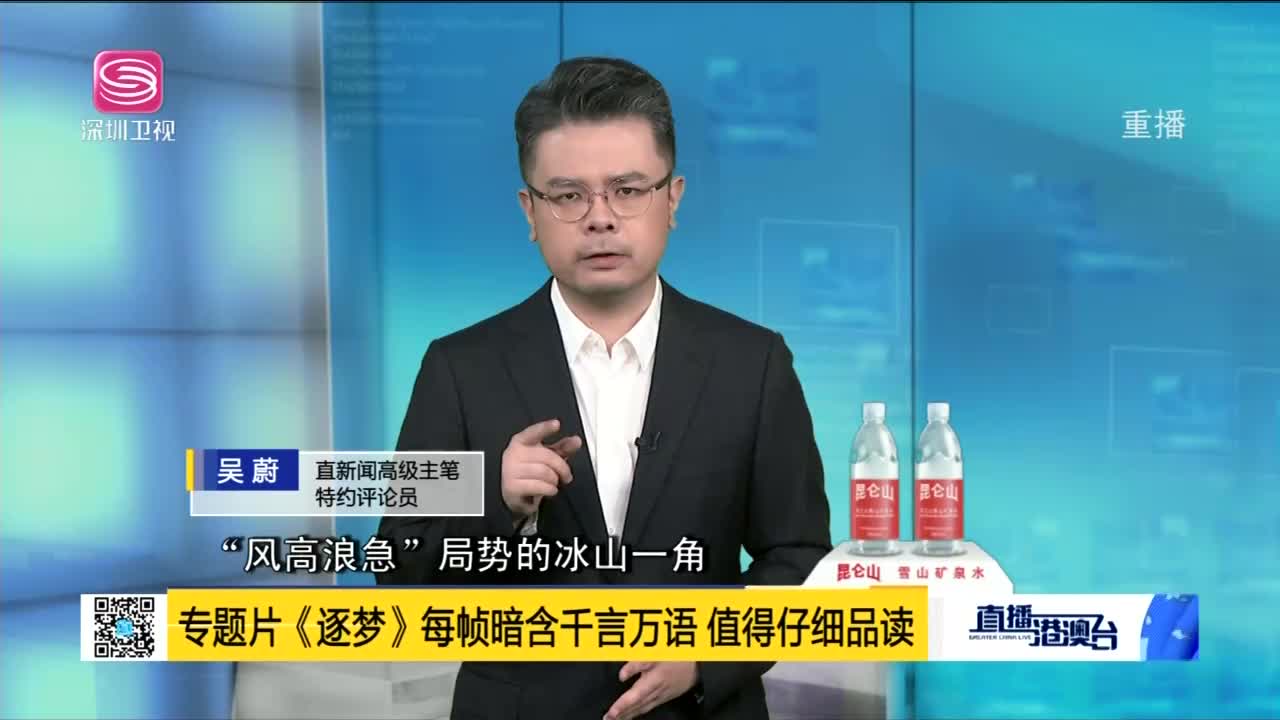 深圳卫视
重播
吴蔚
直新闻高级主笔
特约评论员
“风高浪急”局势的冰山一角
昆仑山
昆仑山
昆仑山 雪山矿泉水
专题片《逐梦》每帧暗含千言万语 值得仔细品读
直播港澳台
GREATER CHINA LIVE